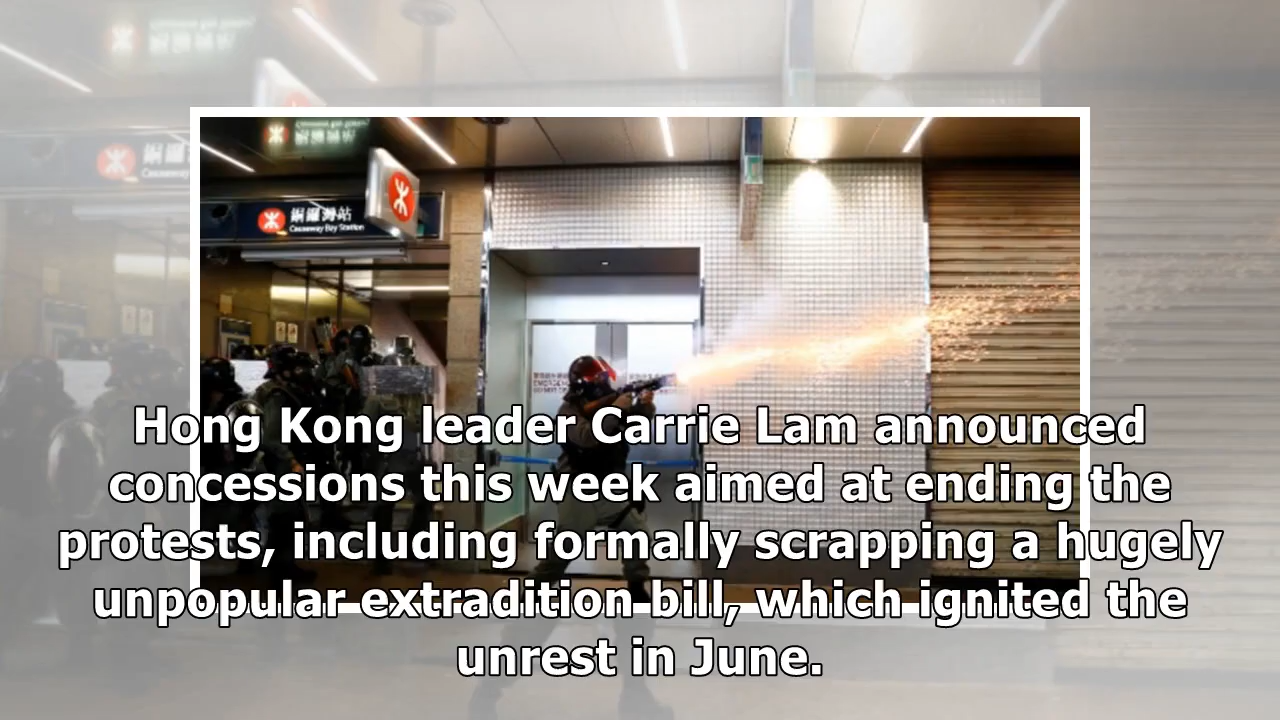 銅鑼灣站
Causeway Bay Station
Hong Kong leader Carrie Lam announced
concessions this week aimed at ending the
protests, including formally scrapping a hugely
unpopular extradition bill, which ignited the
unrest in June.